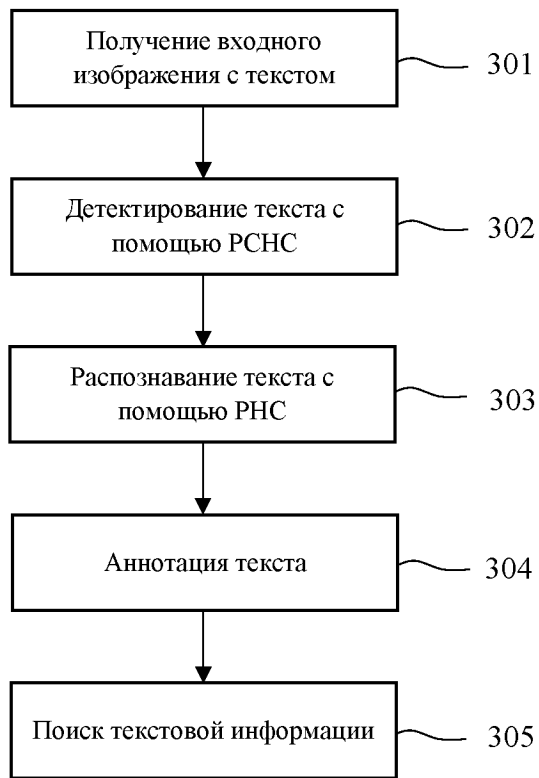 Получение входного
изображения с текстом
301
Детектирование текста с
помощью РСНС
302
Распознавание текста с
помощью РНС
303
Аннотация текста
304
Поиск текстовой информации
305